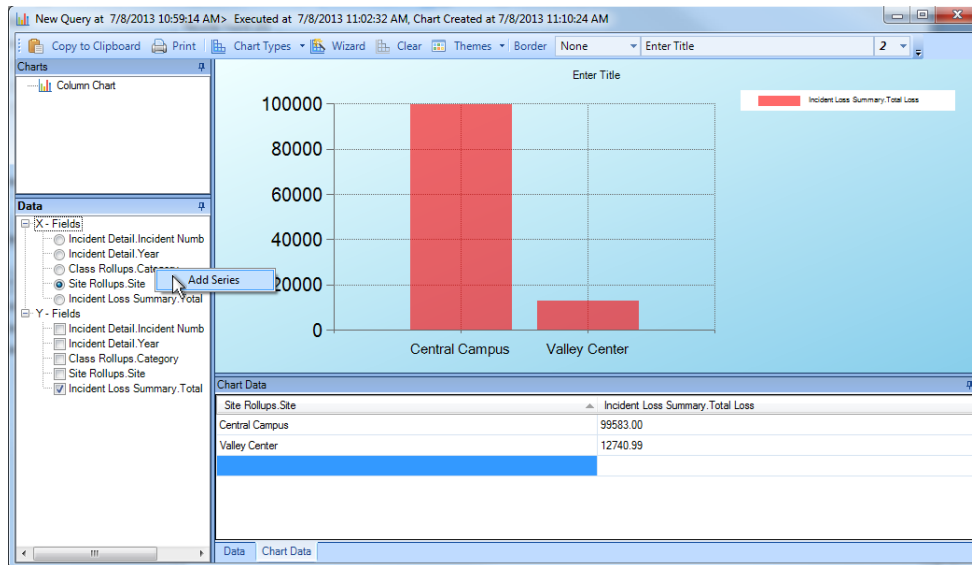 New Query at 7/8/2013 10:59:14 AM> Executed at 7/8/2013 11:02:32 AM, Chart Created at 7/8/2013 11:10:24 AM
Copy to Clipboard Print Chart Types Wizard Clear Themes Border None Enter Title 2
Charts
Column Chart
Enter Title
Incident Loss Summary.Total Loss
100000
80000
60000
40000
20000
0
Central Campus Valley Center
Data
X - Fields
Incident Detail.Incident Numb
Incident Detail.Year
Class Rollups.Category
Site Rollups.Site
Incident Loss Summary.Total
Add Series
Y - Fields
Incident Detail.Incident Numb
Incident Detail.Year
Class Rollups.Category
Site Rollups.Site
Incident Loss Summary.Total
Chart Data
Site Rollups.Site Incident Loss Summary.Total Loss
Central Campus 99583.00
Valley Center 12740.99
Data Chart Data